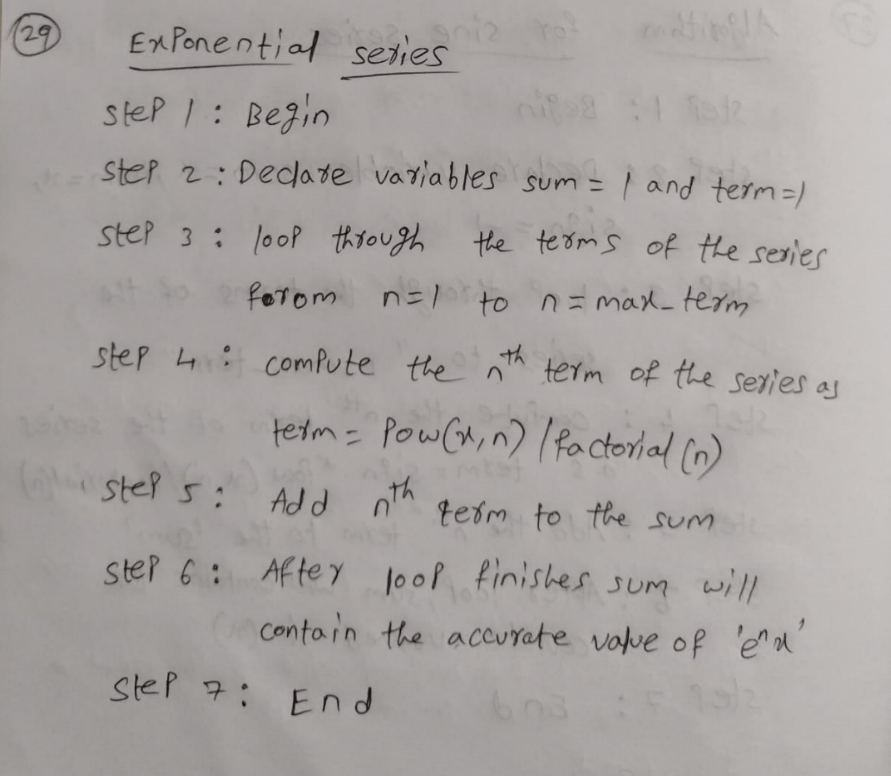 29
Exponential series
Step 1 : Begin
Step 2 : Declare variables sum = 1 and term=1
Step 3 : loop through the terms of the series
forom n=1 to n = max_term
Step 4 : compute the nth term of the series as
term = Pow(x,n) / factorial (n)
Step 5 : Add nth term to the sum
Step 6 : After loop finishes sum will
contain the accurate value of 'e^x'
Step 7 : End